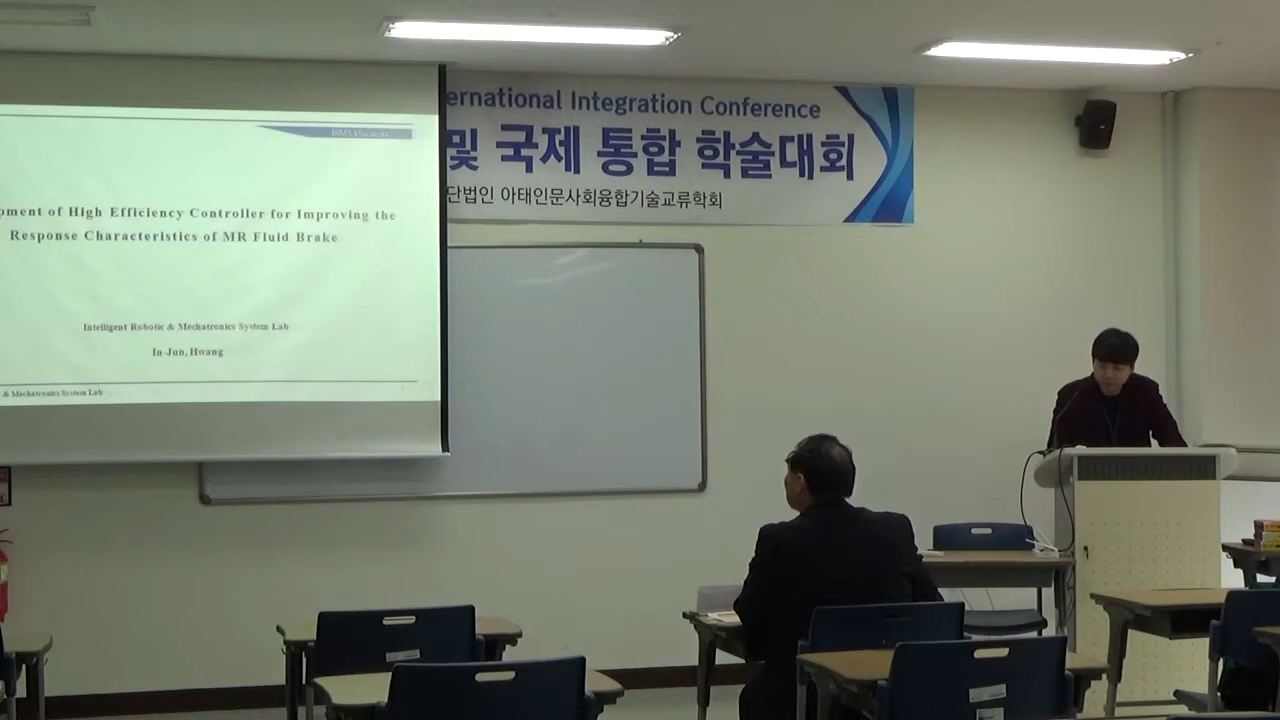 ernational Integration Conference
및 국제 통합 학술대회
단법인 아태인문사회융합기술교류학회
pment of High Efficiency Controller for Improving the
Response Characteristics of MR Fluid Brake
Intelligent Robotic & Mechatronics System Lab
In-Jun, Hwang
& Mechatronics System Lab